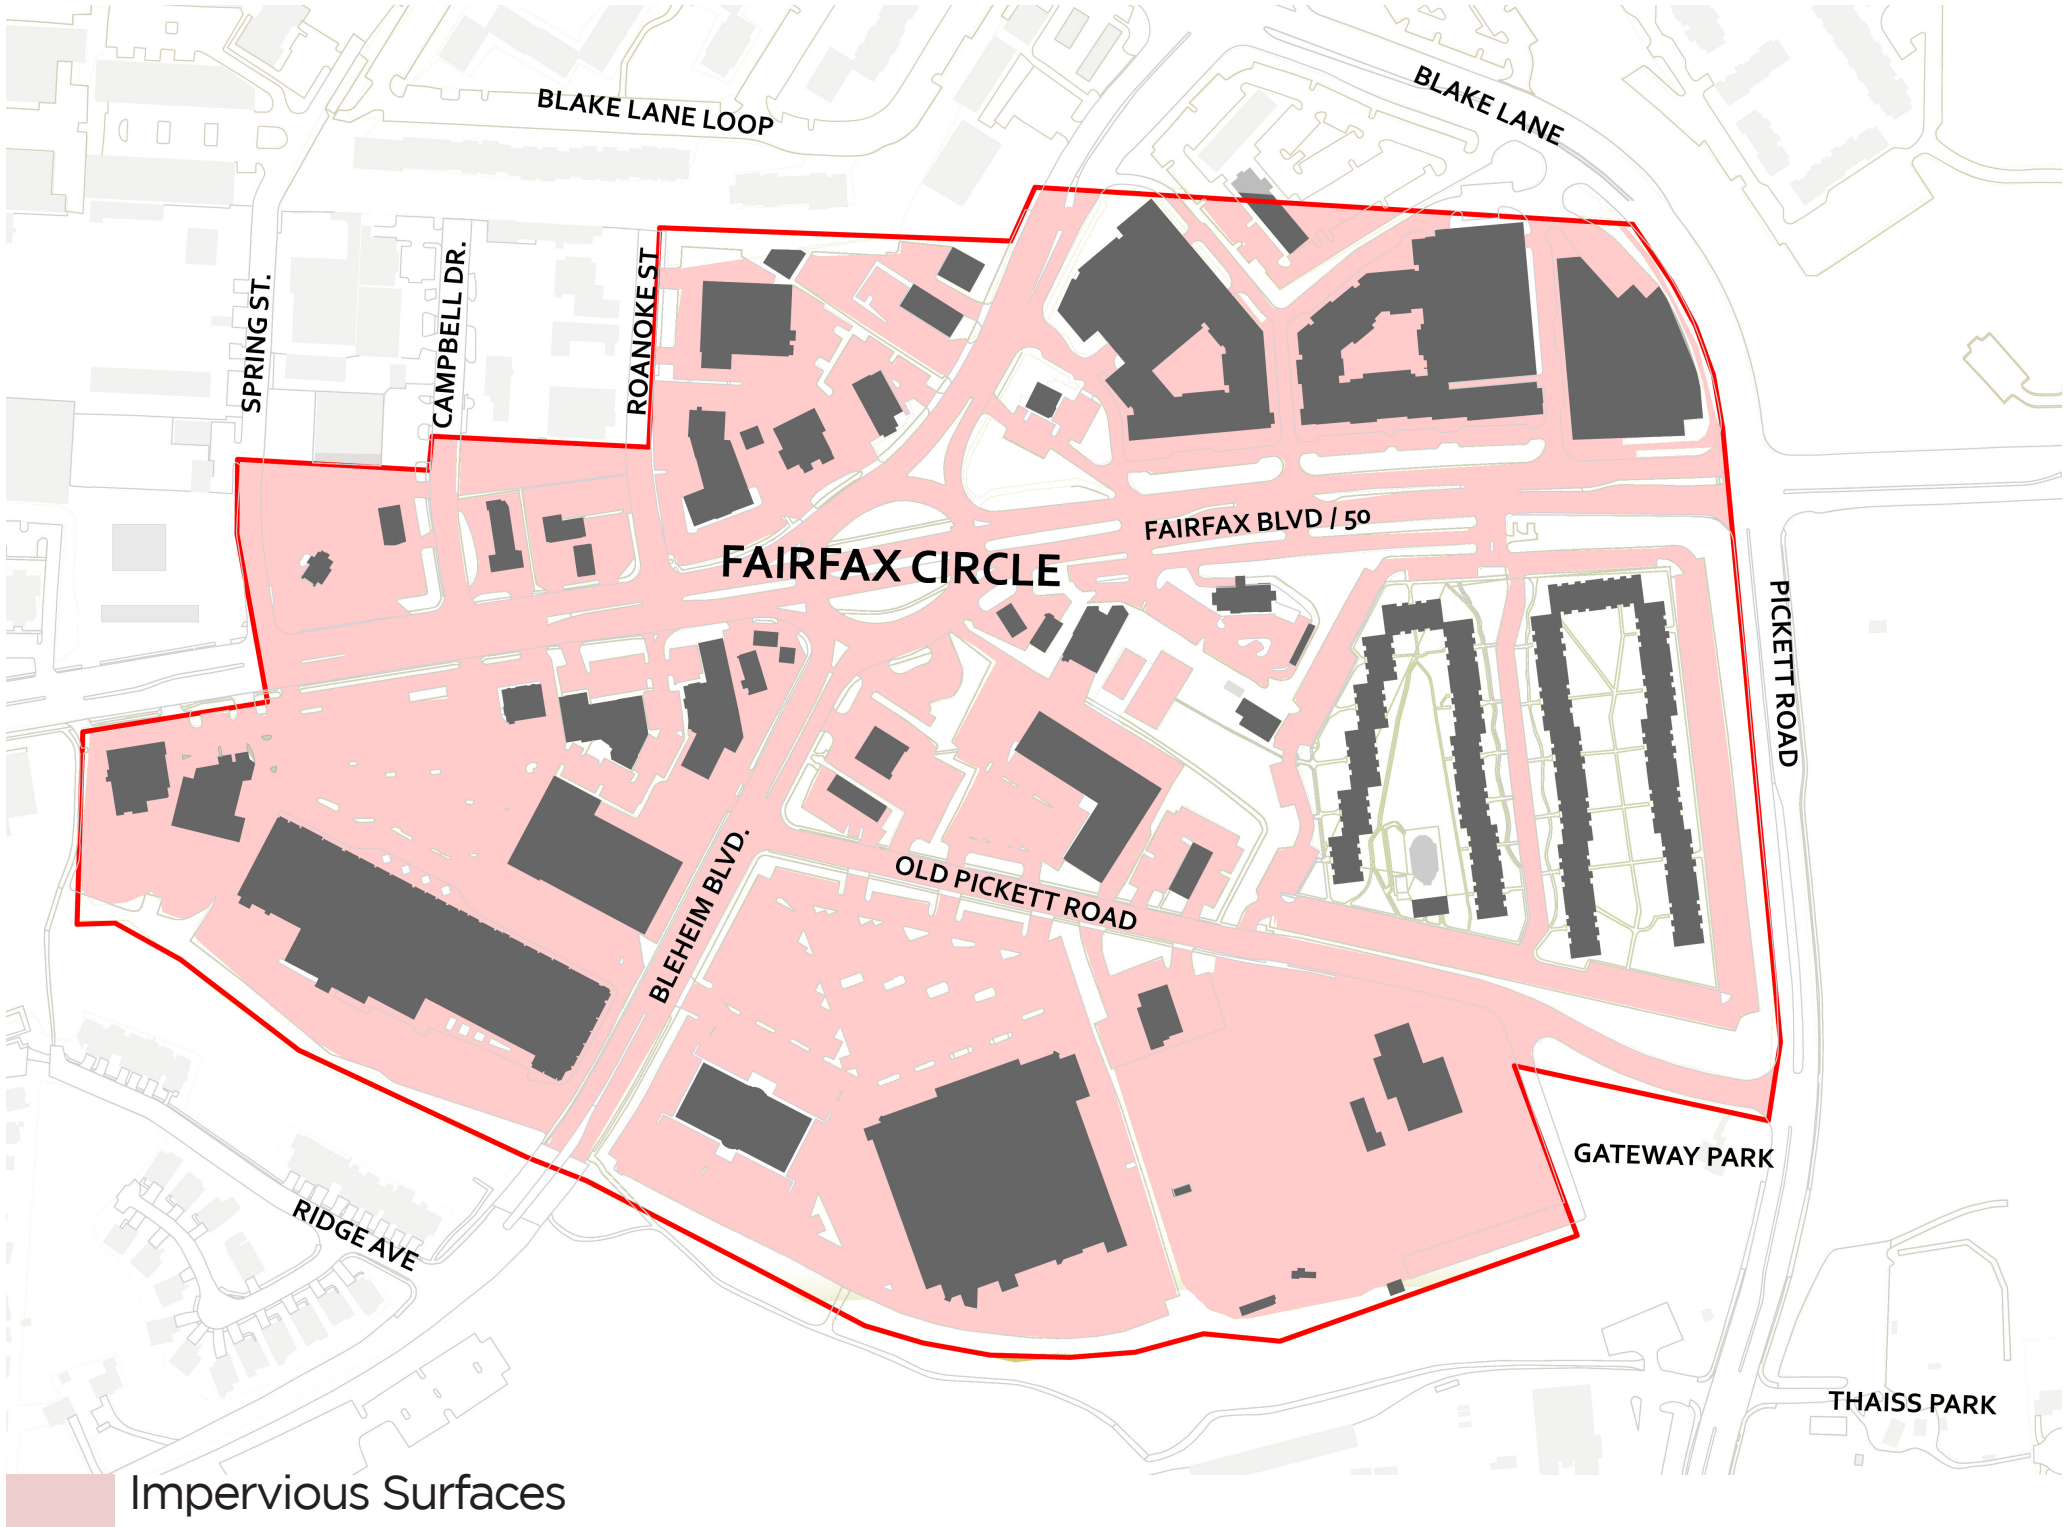 BLAKE LANE
BLAKE LANE LOOP
SPRING ST.
CAMPBELL DR.
ROANOKE ST
FAIRFAX BLVD / 50
FAIRFAX CIRCLE
PICKETT ROAD
BLEHEIM BLVD.
OLD PICKETT ROAD
GATEWAY PARK
RIDGE AVE
THAISS PARK
Impervious Surfaces